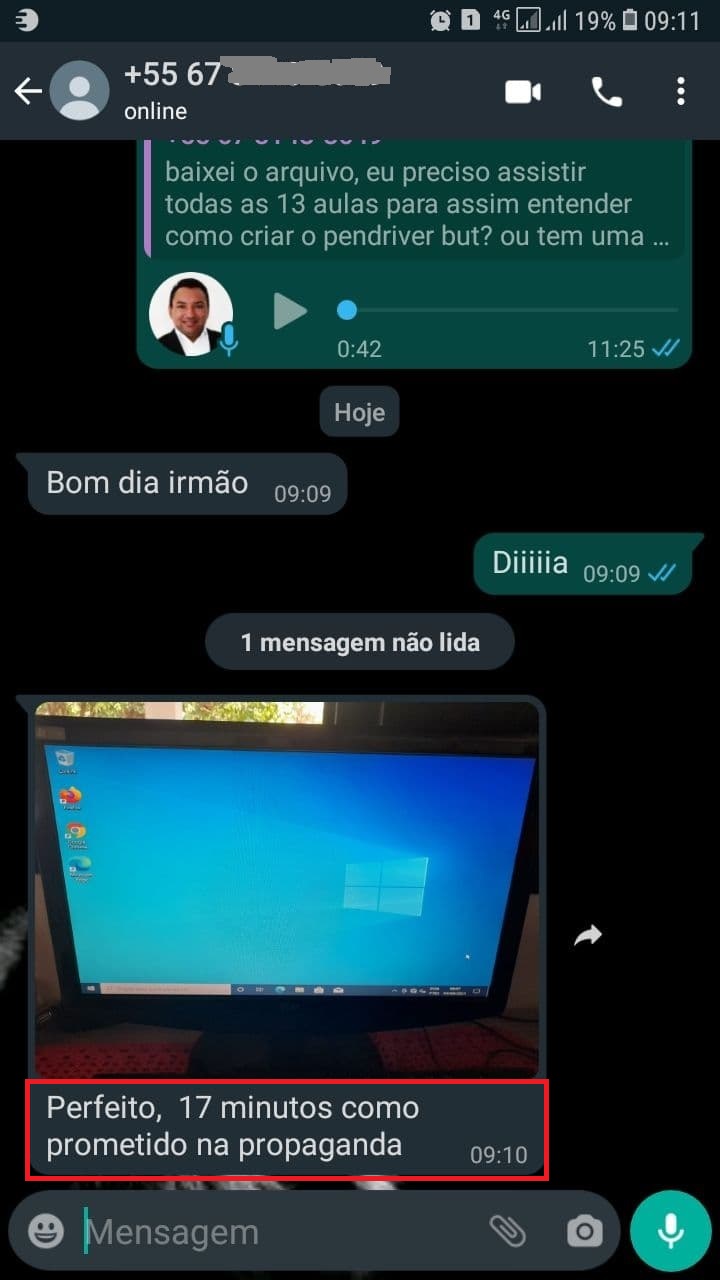 1 4G 19% 09:11
+55 67
online
baixei o arquivo, eu preciso assistir
todas as 13 aulas para assim entender
como criar o pendriver but? ou tem uma ...
0:42 11:25
Hoje
Bom dia irmão 09:09
Diiiiia 09:09
1 mensagem não lida
Perfeito, 17 minutos como
prometido na propaganda 09:10
Mensagem